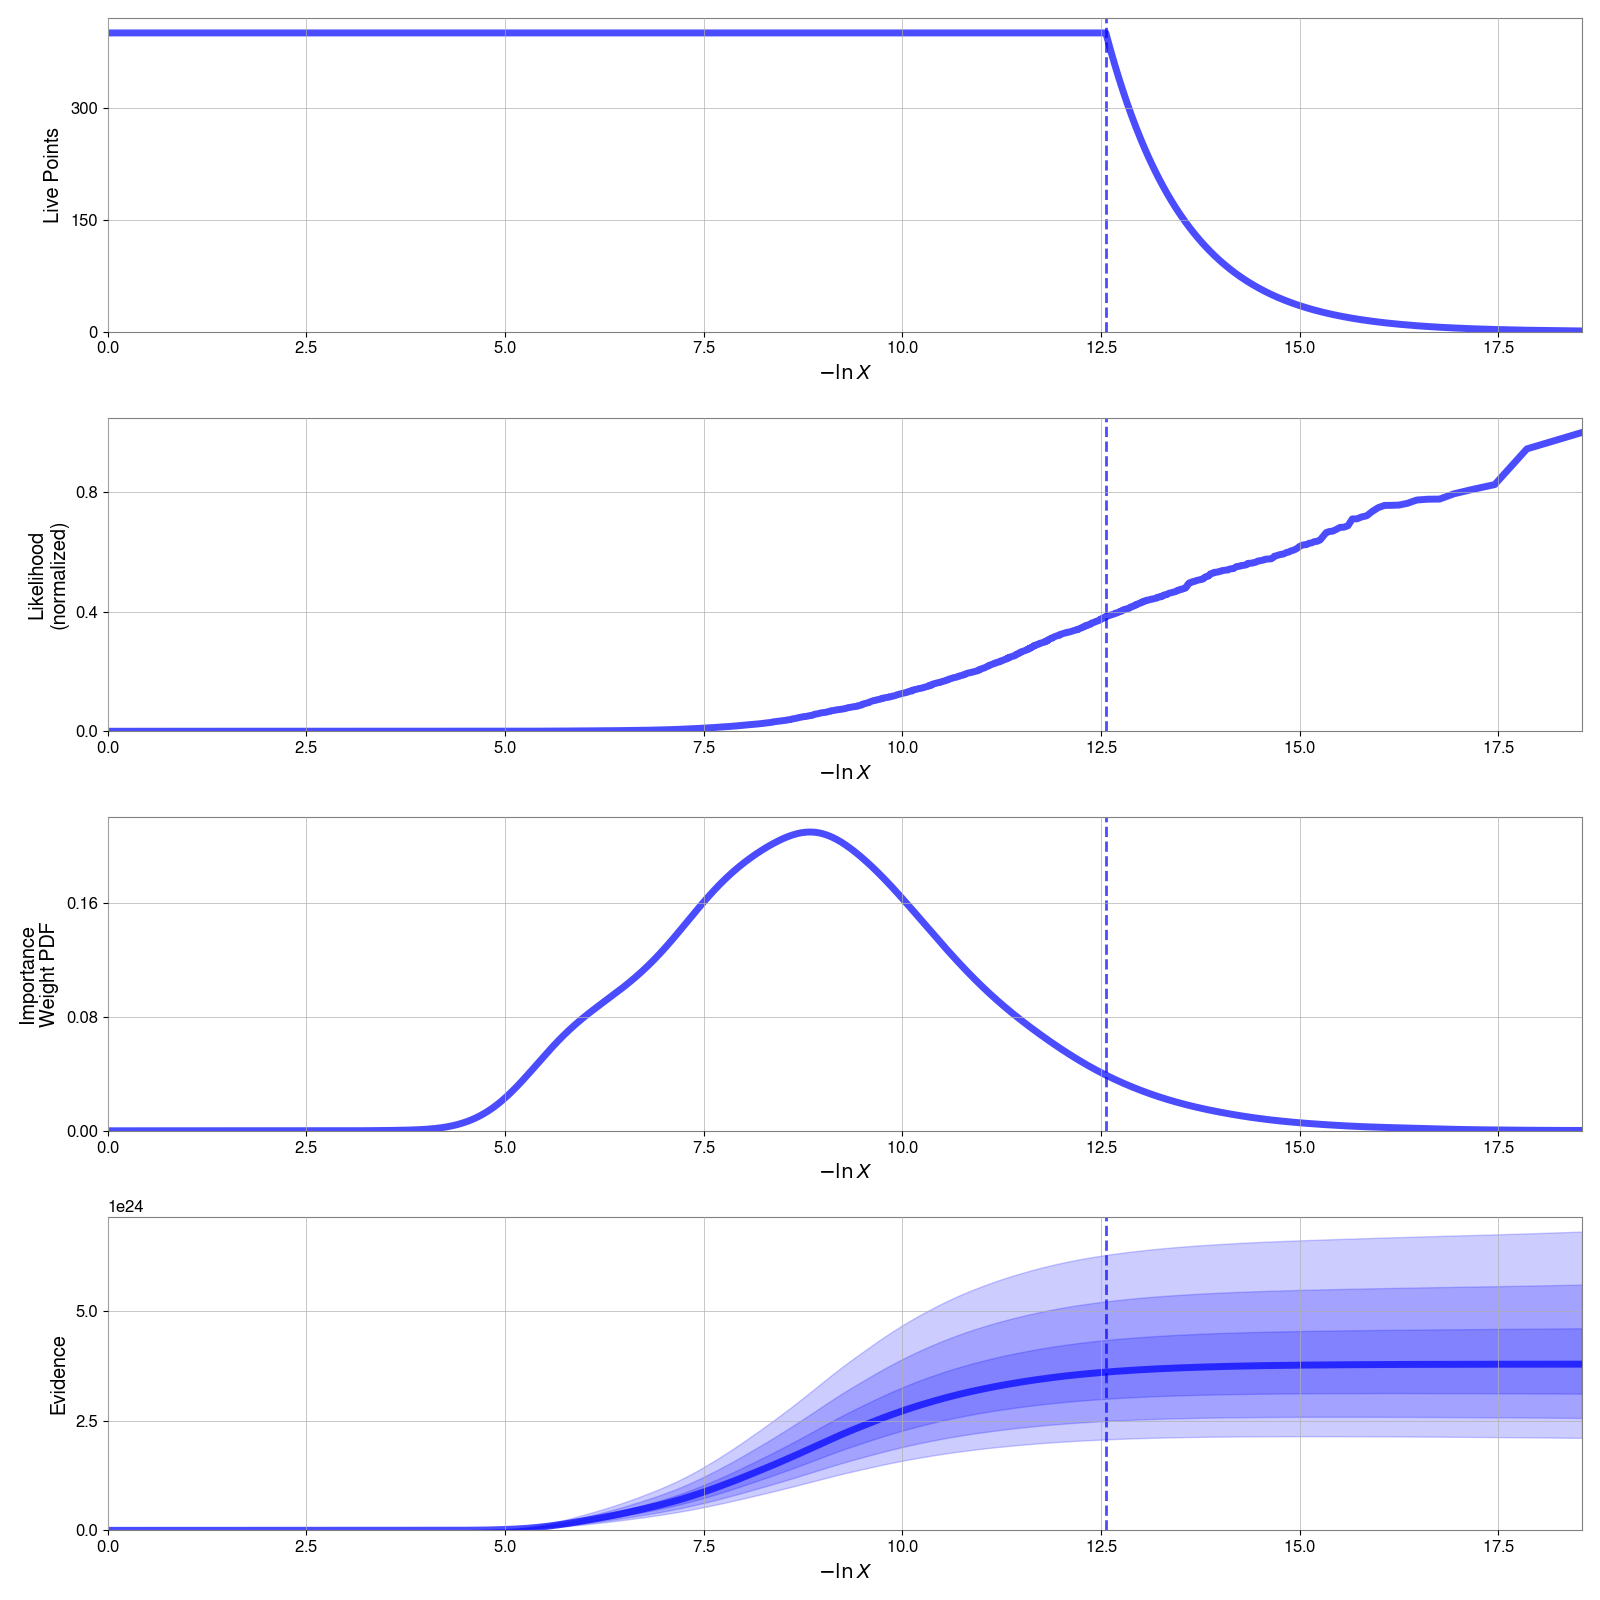 Live Points
300
150
0
0.0 2.5 5.0 7.5 10.0 12.5 15.0 17.5
−ln X
Likelihood
(normalized)
0.8
0.4
0.0
0.0 2.5 5.0 7.5 10.0 12.5 15.0 17.5
−ln X
Importance
Weight PDF
0.16
0.08
0.00
0.0 2.5 5.0 7.5 10.0 12.5 15.0 17.5
−ln X
1e24
Evidence
5.0
2.5
0.0
0.0 2.5 5.0 7.5 10.0 12.5 15.0 17.5
−ln X